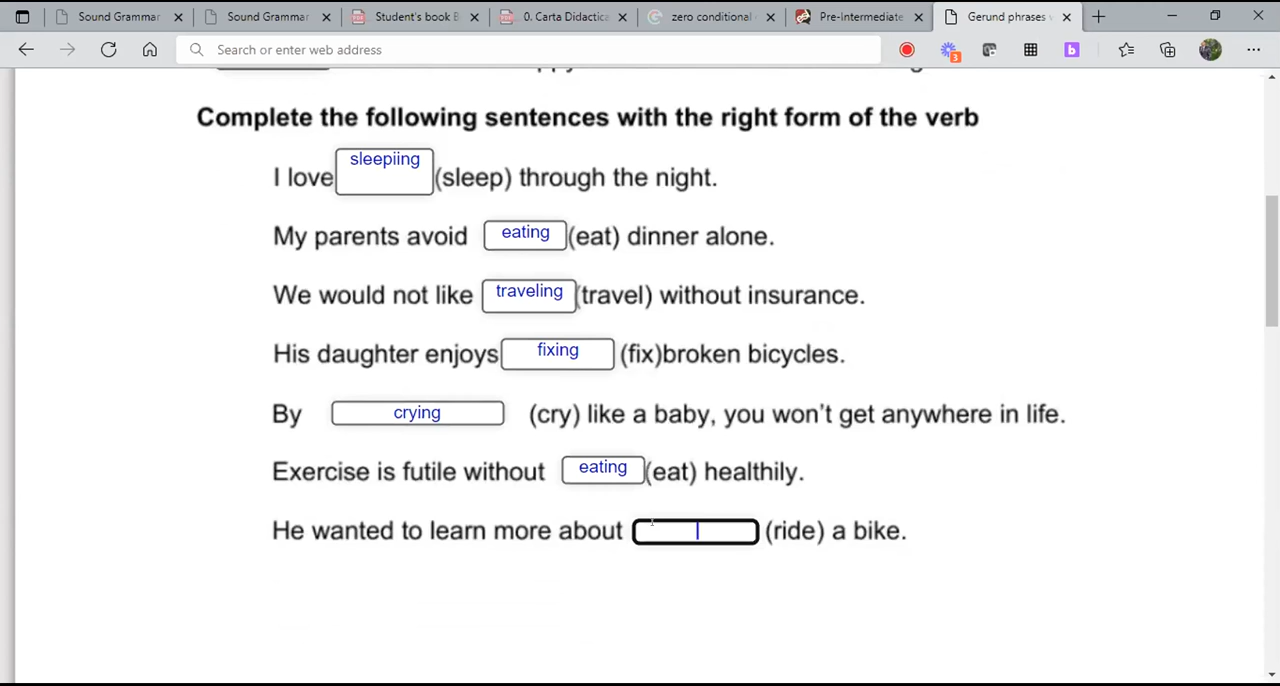 Sound Grammar
Sound Grammar
Student's book B
0. Carta Didactica
zero conditional
Pre-Intermediate
Gerund phrases
Search or enter web address
3
b
Complete the following sentences with the right form of the verb
I love sleepiing (sleep) through the night.
My parents avoid eating (eat) dinner alone.
We would not like traveling (travel) without insurance.
His daughter enjoys fixing (fix)broken bicycles.
By crying (cry) like a baby, you won't get anywhere in life.
Exercise is futile without eating (eat) healthily.
He wanted to learn more about (ride) a bike.